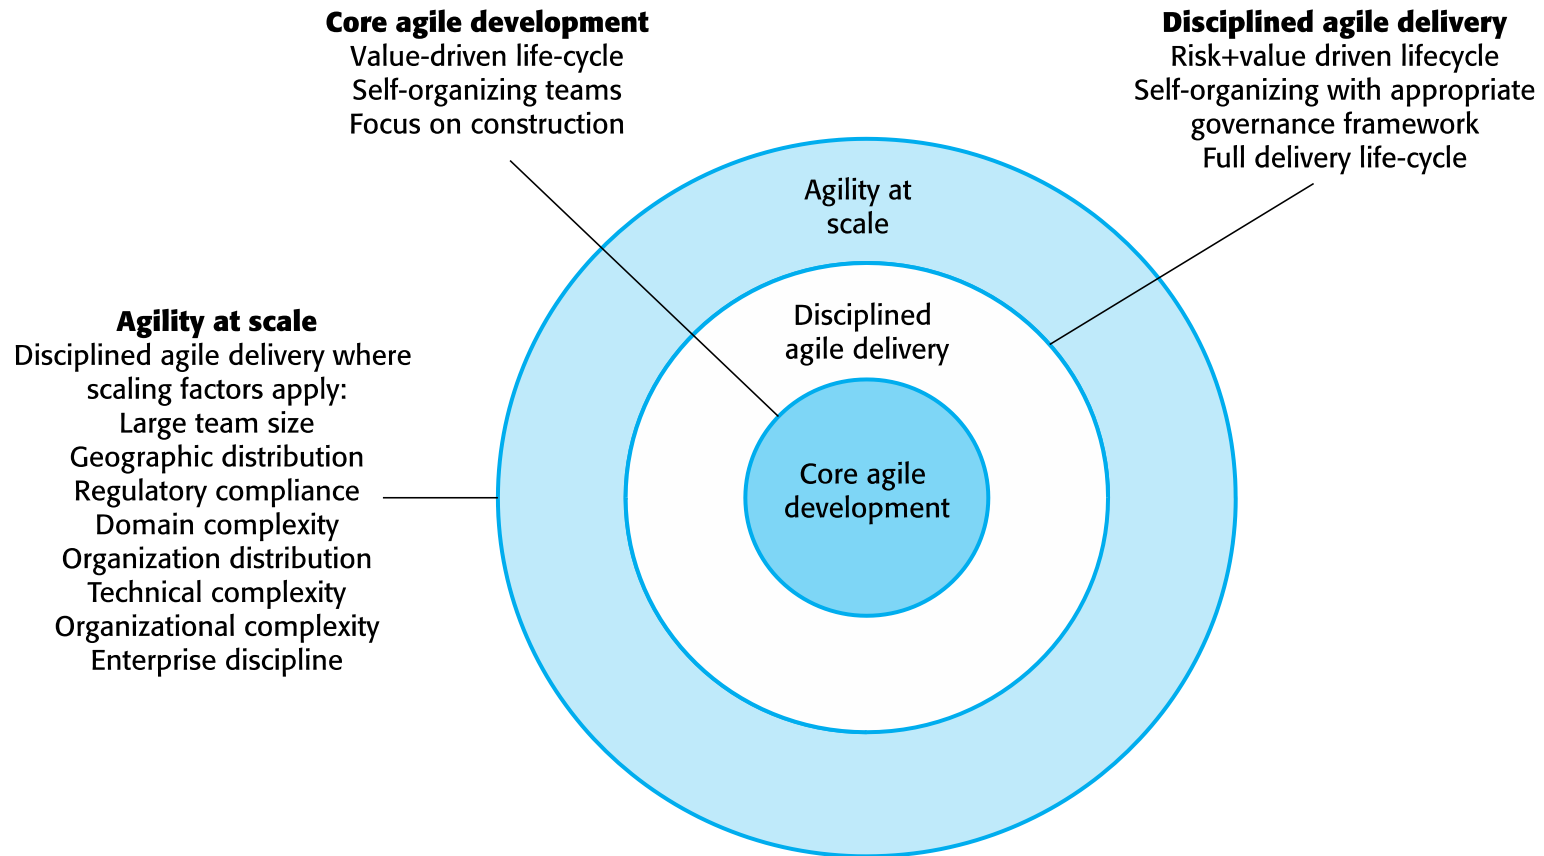 Core agile development
Value-driven life-cycle
Self-organizing teams
Focus on construction
Disciplined agile delivery
Risk+value driven lifecycle
Self-organizing with appropriate
governance framework
Full delivery life-cycle
Agility at scale
Disciplined agile delivery where
scaling factors apply:
Large team size
Geographic distribution
Regulatory compliance
Domain complexity
Organization distribution
Technical complexity
Organizational complexity
Enterprise discipline
Agility at
scale
Disciplined
agile delivery
Core agile
development